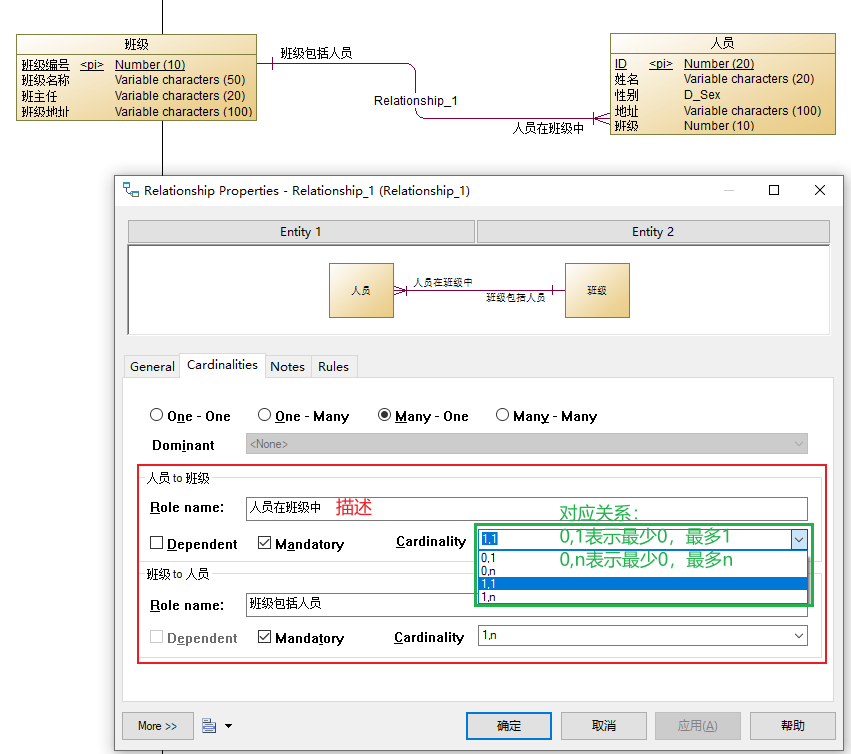 班级
班级编号 <pi> Number (10)
班级名称 Variable characters (50)
班主任 Variable characters (20)
班级地址 Variable characters (100)
班级包括人员
Relationship_1
人员在班级中
人员
ID <pi> Number (20)
姓名 Variable characters (20)
性别 D_Sex
地址 Variable characters (100)
班级 Number (10)
Relationship Properties - Relationship_1 (Relationship_1)
Entity 1 Entity 2
人员
人员在班级中
班级包括人员
班级
General Cardinalities Notes Rules
One - One One - Many Many - One Many - Many
Dominant <None>
人员 to 班级
Role name: 人员在班级中 描述
对应关系：
Dependent Mandatory Cardinality 1,1 0,1表示最少0，最多1
0,1
0,n表示最少0，最多n
0,n
1,1
1,n
班级 to 人员
Role name: 班级包括人员
Dependent Mandatory Cardinality 1,n
More >> 确定 取消 应用(A) 帮助